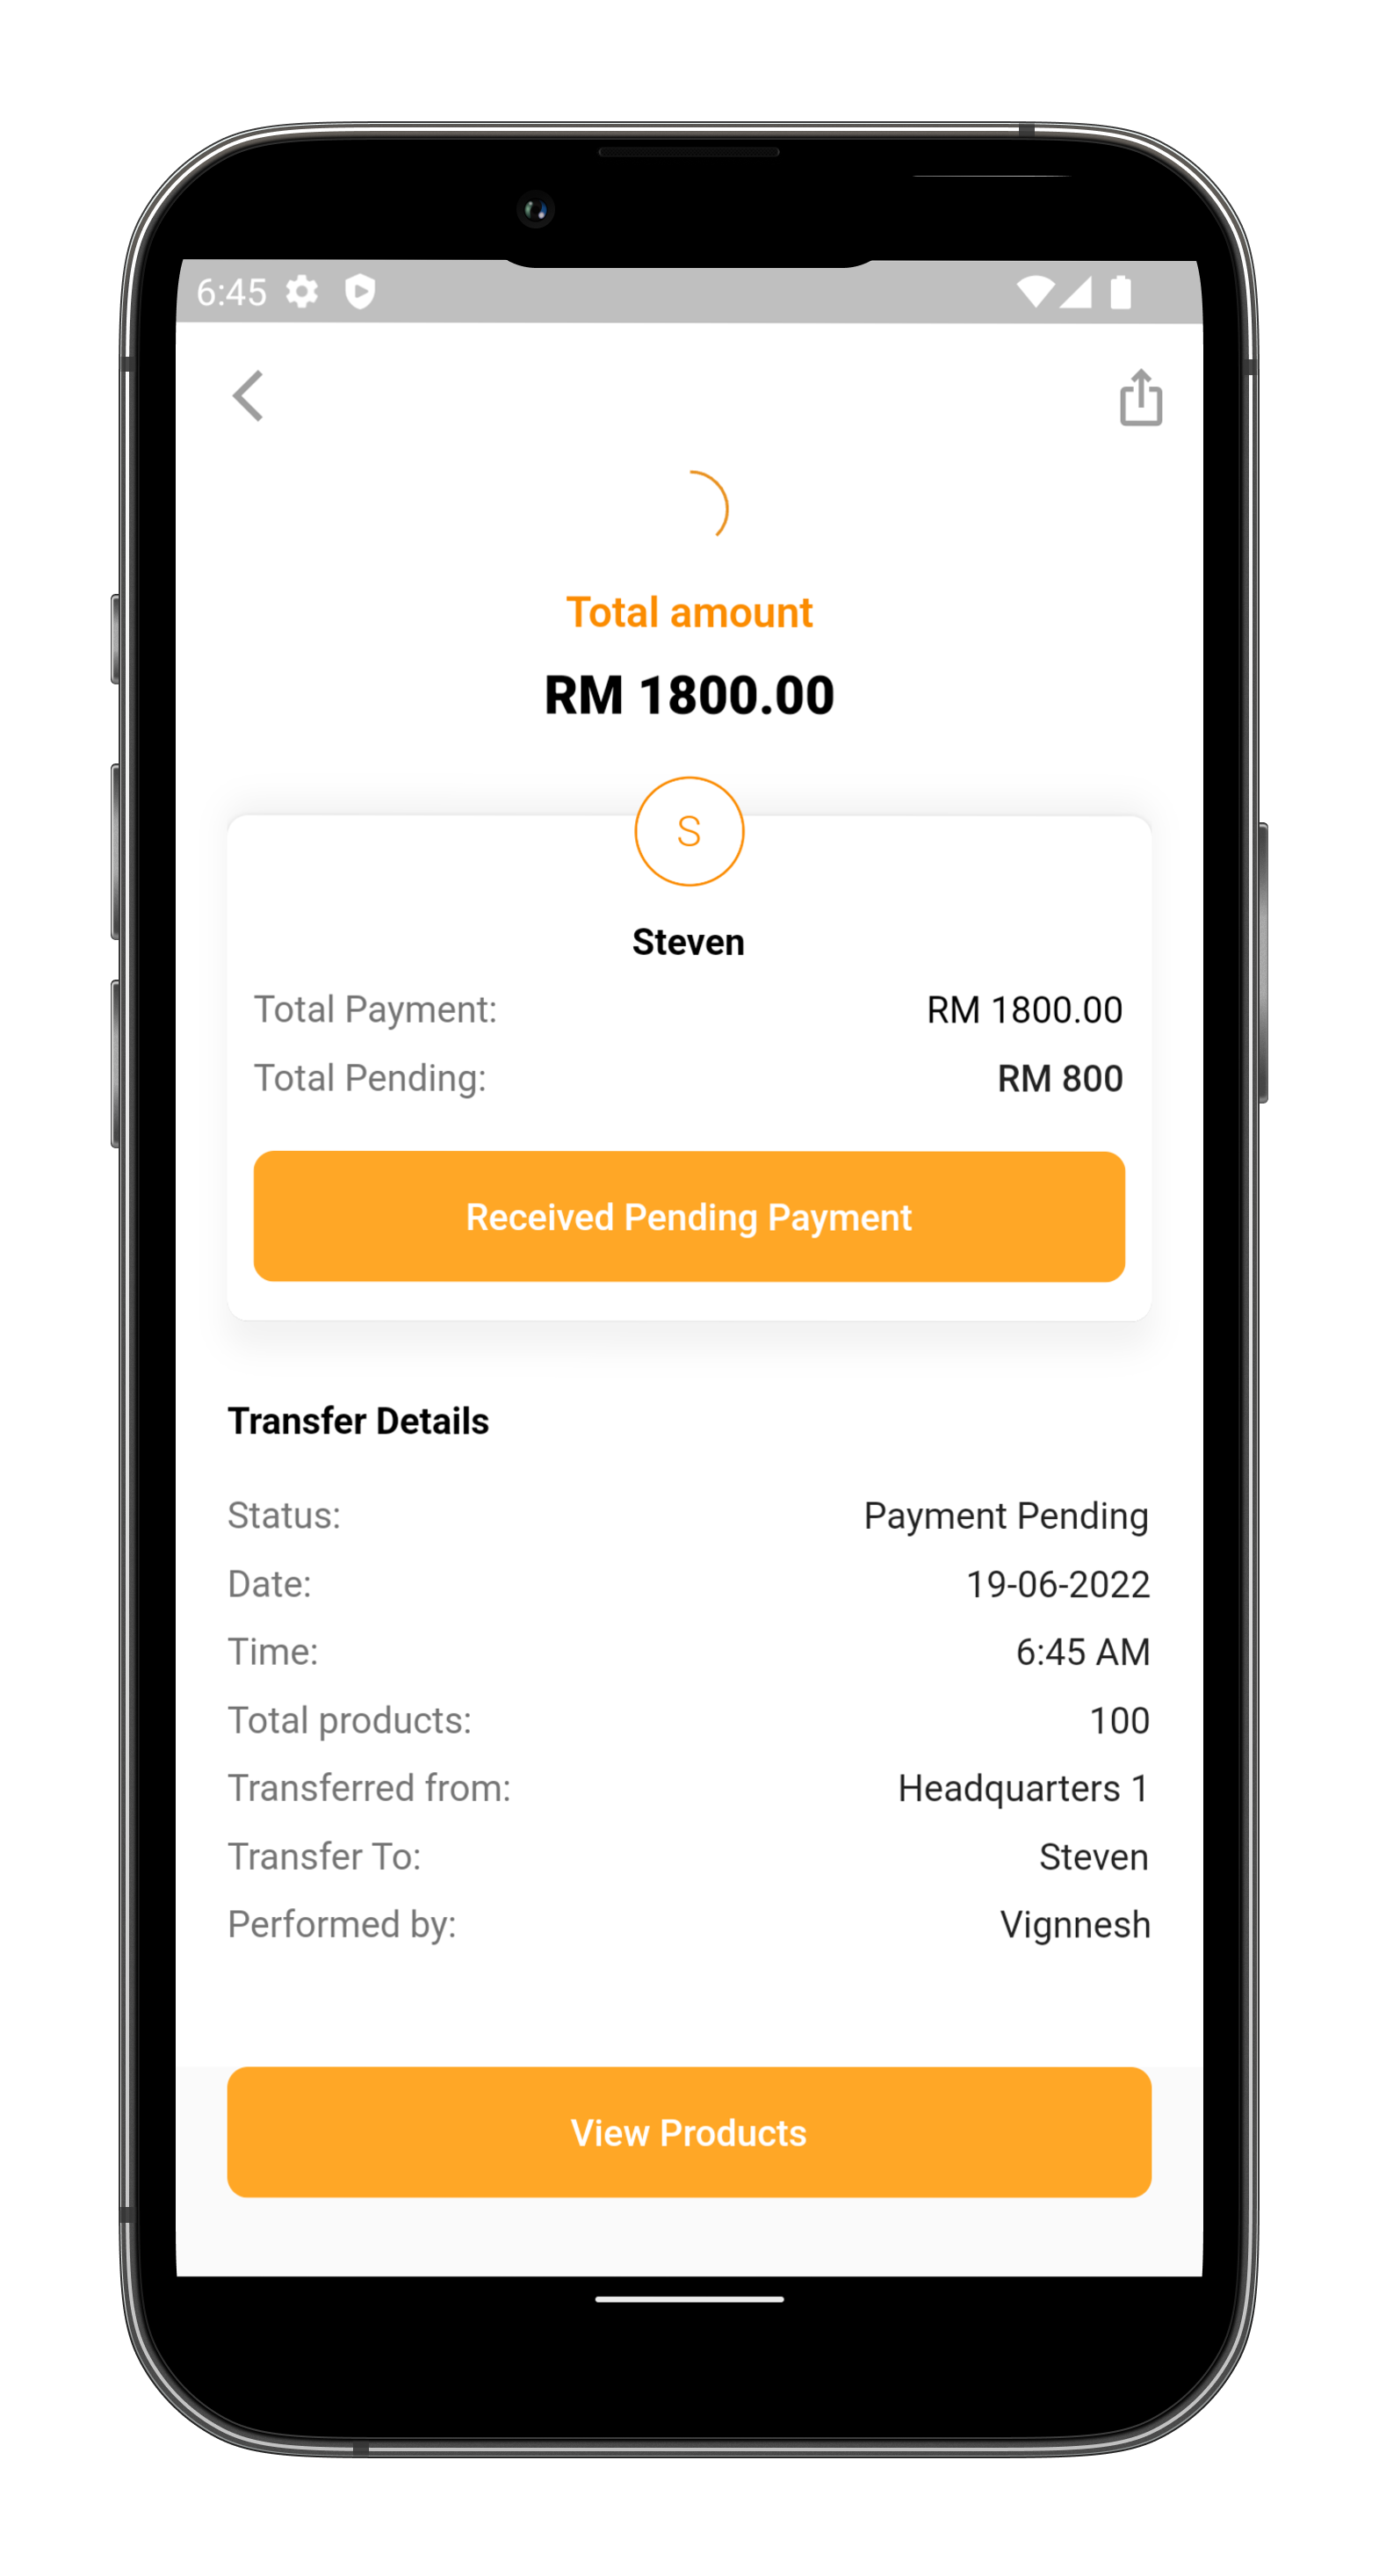 6:45
Total amount
RM 1800.00
S
Steven
Total Payment: RM 1800.00
Total Pending: RM 800
Received Pending Payment
Transfer Details
Status: Payment Pending
Date: 19-06-2022
Time: 6:45 AM
Total products: 100
Transferred from: Headquarters 1
Transfer To: Steven
Performed by: Vignnesh
View Products